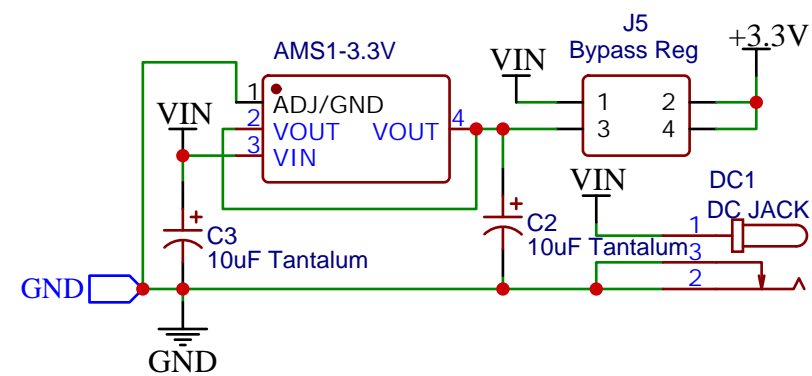 J5
Bypass Reg
+3.3V
AMS1-3.3V
VIN
1
ADJ/GND
2
VOUT
VOUT
4
3
VIN
VIN
1
2
3
4
VIN
DC1
DC JACK
1
3
2
C3
10uF Tantalum
C2
10uF Tantalum
GND
GND